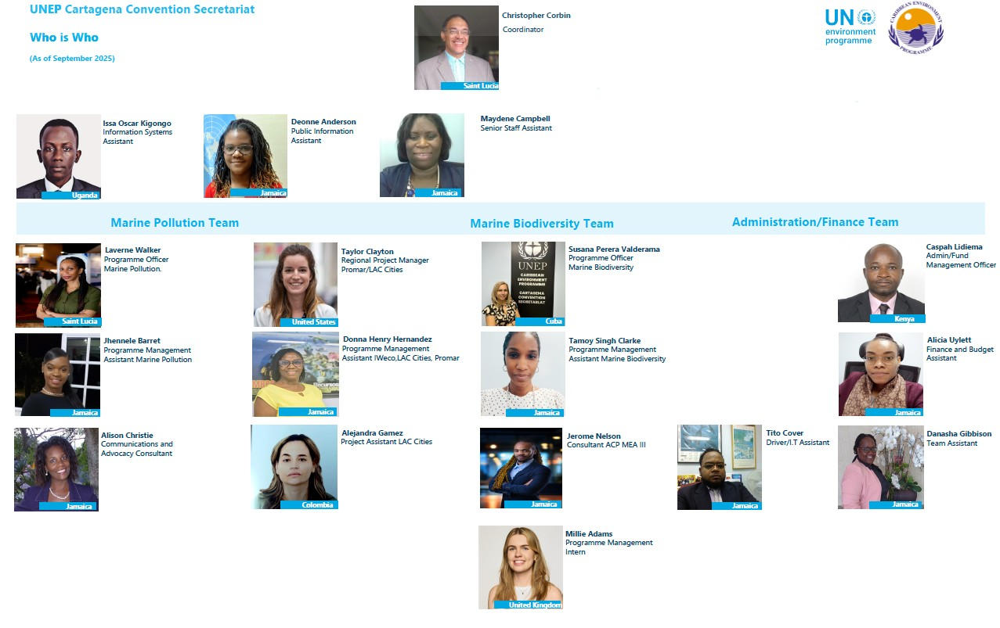 UNEP Cartagena Convention Secretariat
Who is Who
(As of September 2025)
Christopher Corbin
Coordinator
Saint Lucia
UN
environment
programme
CARIBBEAN ENVIRONMENT
PROGRAMME
Issa Oscar Kigongo
Information Systems
Assistant
Uganda
Deonne Anderson
Public Information
Assistant
Jamaica
Maydene Campbell
Senior Staff Assistant
Jamaica
Marine Pollution Team
Marine Biodiversity Team
Administration/Finance Team
Laverne Walker
Programme Officer
Marine Pollution.
Saint Lucia
Taylor Clayton
Regional Project Manager
Promar/LAC Cities
United States
Susana Perera Valderama
Programme Officer
Marine Biodiversity
UNEP
CARIBBEAN
ENVIRONMENT
PROGRAMME
CARTAGENA
CONVENTION
SECRETARIAT
Cuba
Caspah Lidiema
Admin/Fund
Management Officer
Kenya
Jhennele Barret
Programme Management
Assistant Marine Pollution
Jamaica
Donna Henry Hernandez
Programme Management
Assistant IWeco,LAC Cities, Promar
Jamaica
Tamoy Singh Clarke
Programme Management
Assistant Marine Biodiversity
Jamaica
Alicia Uylett
Finance and Budget
Assistant
Jamaica
Alison Christie
Communications and
Advocacy Consultant
Jamaica
Alejandra Gamez
Project Assistant LAC Cities
Colombia
Jerome Nelson
Consultant ACP MEA III
Jamaica
Tito Cover
Driver/I.T Assistant
Jamaica
Danasha Gibbison
Team Assistant
Jamaica
Millie Adams
Programme Management
Intern
United Kingdom